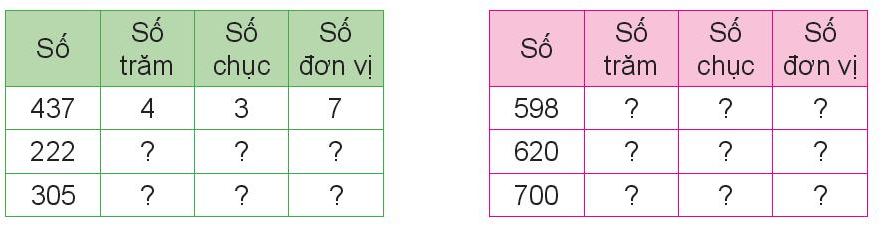 Số | Số trăm | Số chục | Số đơn vị
437 | 4 | 3 | 7
222 | ? | ? | ?
305 | ? | ? | ?
Số | Số trăm | Số chục | Số đơn vị
598 | ? | ? | ?
620 | ? | ? | ?
700 | ? | ? | ?